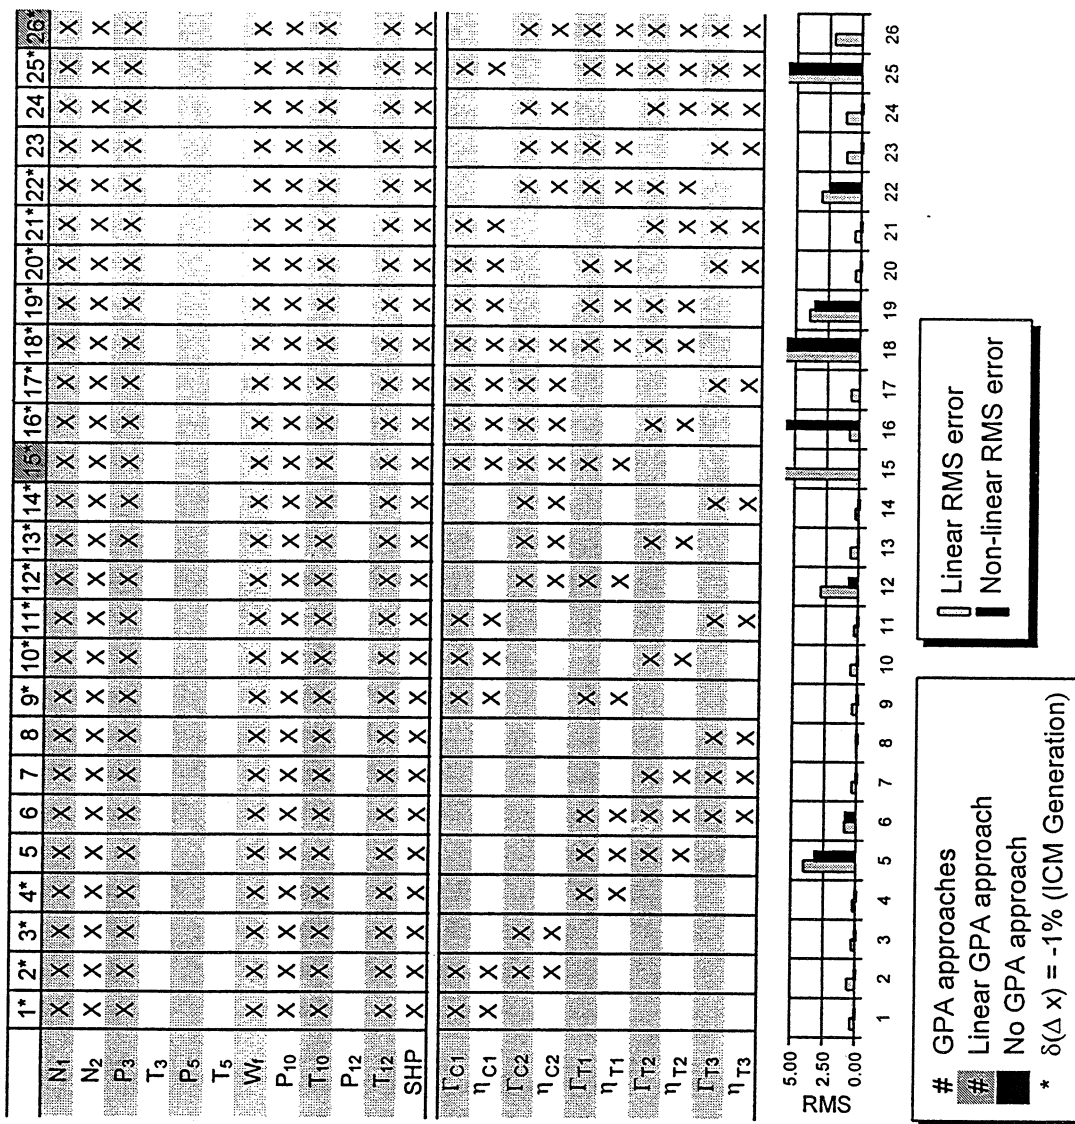 1* 2* 3* 4* 5 6 7 8 9* 10* 11* 12* 13* 14* 15* 16* 17* 18* 19* 20* 21* 22* 23 24 25* 26*
N1 X X X X X X X X X X X X X X X X X X X X X X X X X X
N2 X X X X X X X X X X X X X X X X X X X X X X X X X X
P3 X X X X X X X X X X X X X X X X X X X X X X X X X X
T3
P5
T5
Wf X X X X X X X X X X X X X X X X X X X X X X X X X X
P10 X X X X X X X X X X X X X X X X X X X X X X X X X X
T10 X X X X X X X X X X X X X X X X X X X X X X X X X X
P12
T12 X X X X X X X X X X X X X X X X X X X X X X X X X X
SHP X X X X X X X X X X X X X X X X X X X X X X X X X X
ΓC1 X X X X X X X X X X X X X
ηC1 X X X X X X X X X X X X X
ΓC2 X X X X X X X X X X X X X
ηC2 X X X X X X X X X X X X X
ΓT1 X X X X X X X X X X X X X
ηT1 X X X X X X X X X X X X X
ΓT2 X X X X X X X X X X X X X
ηT2 X X X X X X X X X X X X X
ΓT3 X X X X X X X X X X X X
ηT3 X X X X X X X X X X X X
RMS
5.00
2.50
0.00
1 2 3 4 5 6 7 8 9 10 11 12 13 14 15 16 17 18 19 20 21 22 23 24 25 26
# GPA approaches
# Linear GPA approach
No GPA approach
* δ(Δ x) = -1% (ICM Generation)
Linear RMS error
Non-linear RMS error